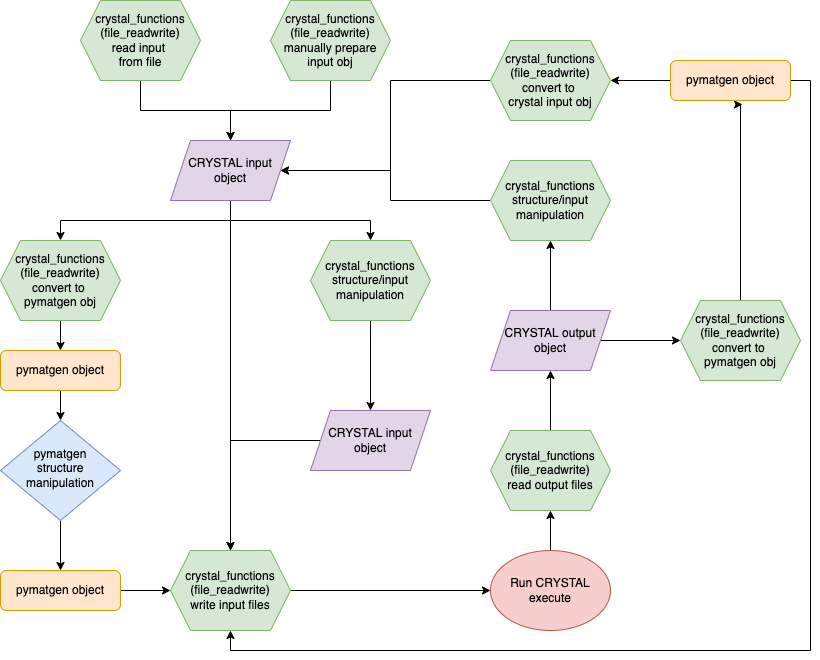 crystal_functions
(file_readwrite)
read input
from file
crystal_functions
(file_readwrite)
manually prepare
input obj
crystal_functions
(file_readwrite)
convert to
crystal input obj
pymatgen object
CRYSTAL input
object
crystal_functions
structure/input
manipulation
crystal_functions
(file_readwrite)
convert to
pymatgen obj
crystal_functions
structure/input
manipulation
CRYSTAL output
object
crystal_functions
(file_readwrite)
convert to
pymatgen obj
pymatgen object
CRYSTAL input
object
pymatgen
structure
manipulation
crystal_functions
(file_readwrite)
read output files
pymatgen object
crystal_functions
(file_readwrite)
write input files
Run CRYSTAL
execute